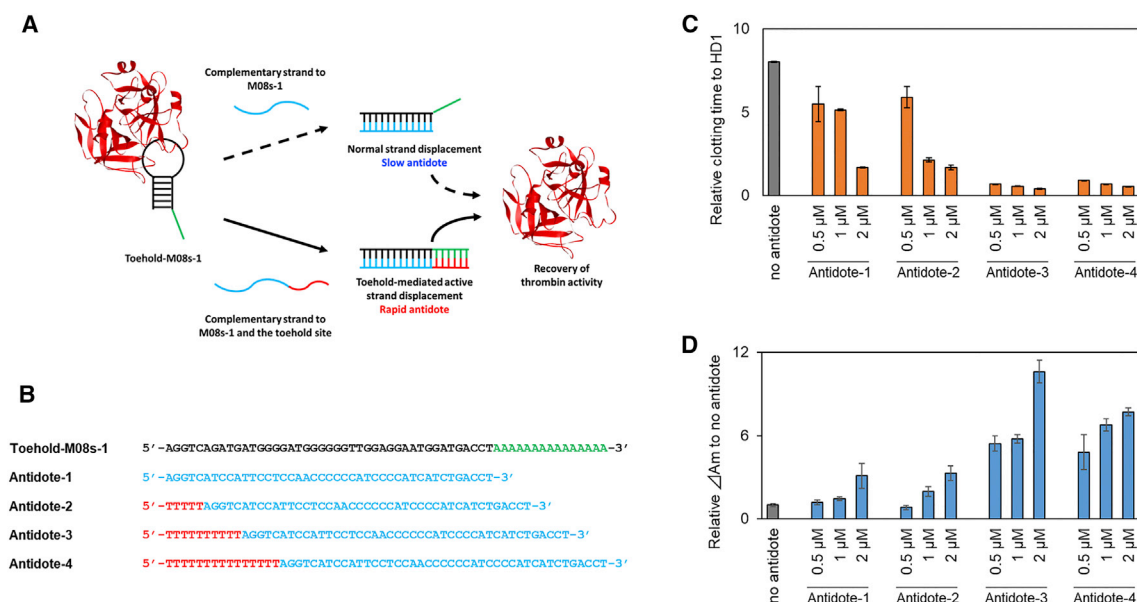 A
Complementary strand to
M08s-1
Normal strand displacement
Slow antidote
Toehold-M08s-1
Toehold-mediated active
strand displacement
Rapid antidote
Complementary strand to
M08s-1 and the toehold site
Recovery of
thrombin activity
B
Toehold-M08s-1 5’-AGGTCAGATGATGGGGATGGGGGGTTGGAGGAATGGATGACCTAAAAAAAAAAAAAAA-3’
Antidote-1 5’-AGGTCATCCATTCCTCCAACCCCCCATCCCCATCATCTGACCT-3’
Antidote-2 5’-TTTTTAGGTCATCCATTCCTCCAACCCCCCATCCCCATCATCTGACCT-3’
Antidote-3 5’-TTTTTTTTTTAGGTCATCCATTCCTCCAACCCCCCATCCCCATCATCTGACCT-3’
Antidote-4 5’-TTTTTTTTTTTTTTTAGGTCATCCATTCCTCCAACCCCCCATCCCCATCATCTGACCT-3’
C
Relative clotting time to HD1
10
5
0
no antidote
0.5 µM
1 µM
2 µM
0.5 µM
1 µM
2 µM
0.5 µM
1 µM
2 µM
0.5 µM
1 µM
2 µM
Antidote-1 Antidote-2 Antidote-3 Antidote-4
D
Relative ⊿Am to no antidote
12
6
0
no antidote
0.5 µM
1 µM
2 µM
0.5 µM
1 µM
2 µM
0.5 µM
1 µM
2 µM
0.5 µM
1 µM
2 µM
Antidote-1 Antidote-2 Antidote-3 Antidote-4